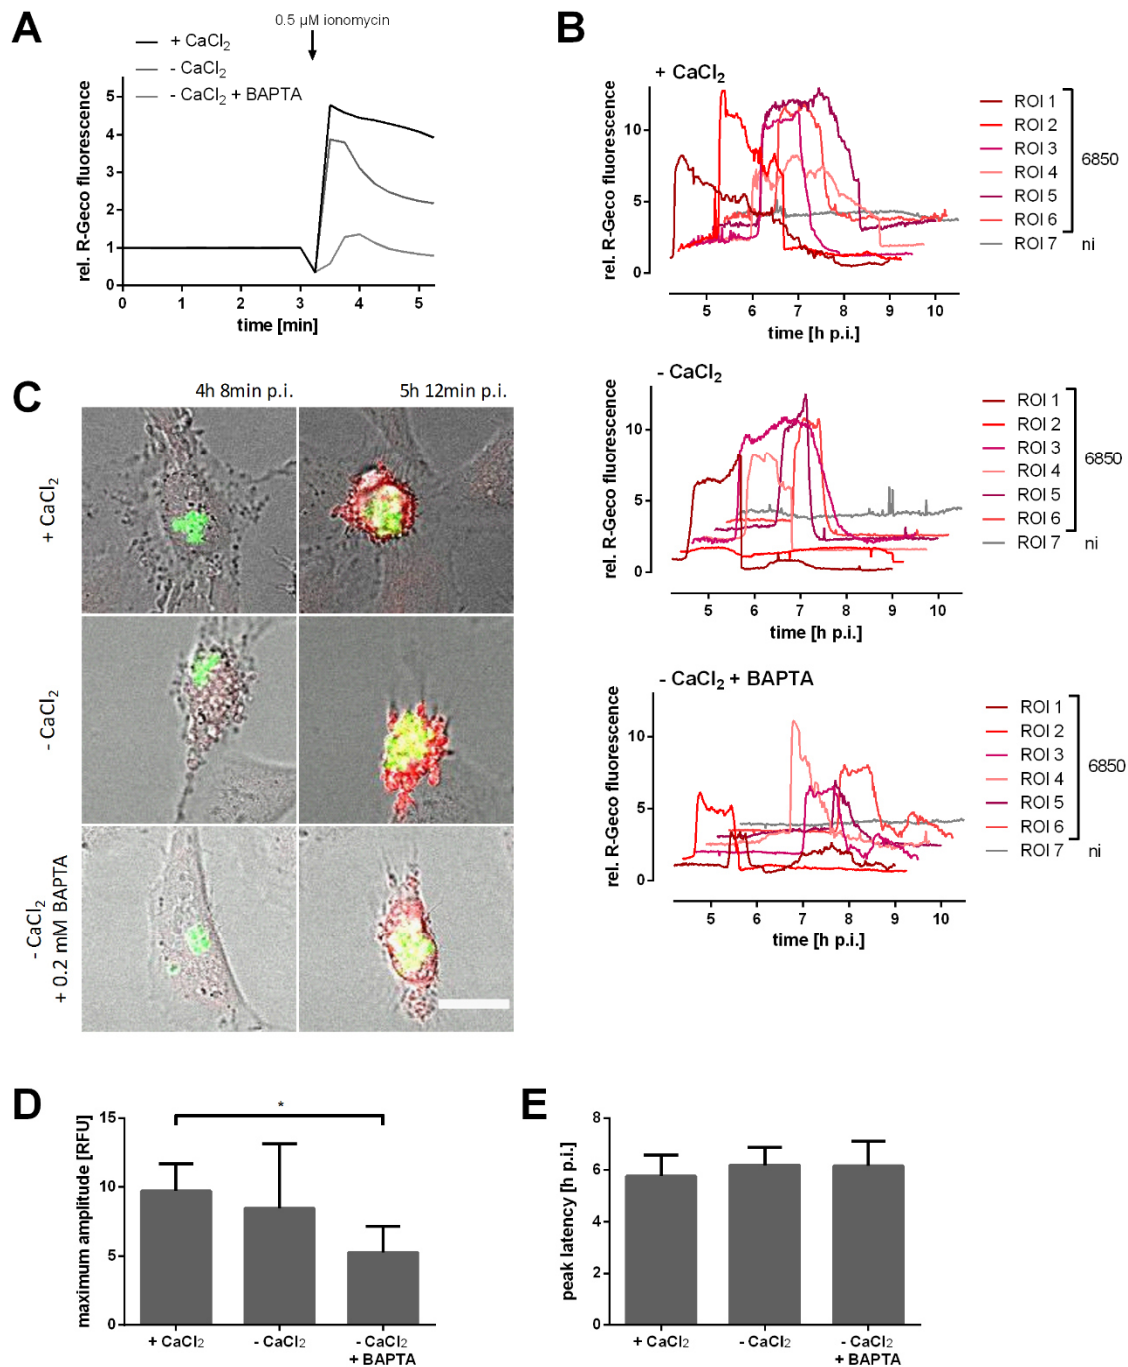 A
0.5 µM ionomycin
+ CaCl₂
- CaCl₂
- CaCl₂ + BAPTA
rel. R-Geco fluorescence
5
4
3
2
1
0
0 1 2 3 4 5
time [min]
B
+ CaCl₂
rel. R-Geco fluorescence
10
5
0
5 6 7 8 9 10
time [h p.i.]
ROI 1
ROI 2
ROI 3
ROI 4
ROI 5
ROI 6
ROI 7
6850
ni
- CaCl₂
rel. R-Geco fluorescence
10
5
0
5 6 7 8 9 10
time [h p.i.]
ROI 1
ROI 2
ROI 3
ROI 4
ROI 5
ROI 6
ROI 7
6850
ni
- CaCl₂ + BAPTA
rel. R-Geco fluorescence
10
5
0
5 6 7 8 9 10
time [h p.i.]
ROI 1
ROI 2
ROI 3
ROI 4
ROI 5
ROI 6
ROI 7
6850
ni
C
4h 8min p.i.
5h 12min p.i.
+ CaCl₂
- CaCl₂
- CaCl₂
+ 0.2 mM BAPTA
D
maximum amplitude [RFU]
15
10
5
0
*
+ CaCl₂
- CaCl₂
- CaCl₂
+ BAPTA
E
peak latency [h p.i.]
8
6
4
2
0
+ CaCl₂
- CaCl₂
- CaCl₂
+ BAPTA